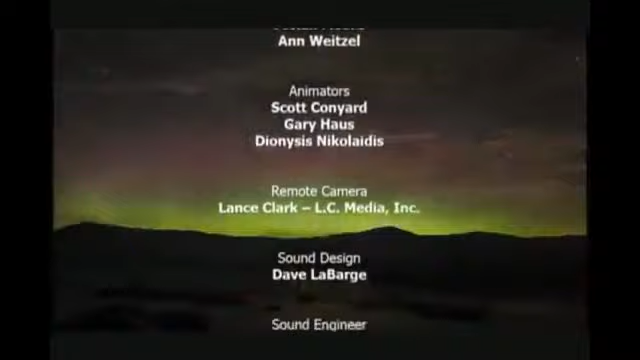 Ann Weitzel
Animators
Scott Conyard
Gary Haus
Dionysis Nikolaidis
Remote Camera
Lance Clark – L.C. Media, Inc.
Sound Design
Dave LaBarge
Sound Engineer